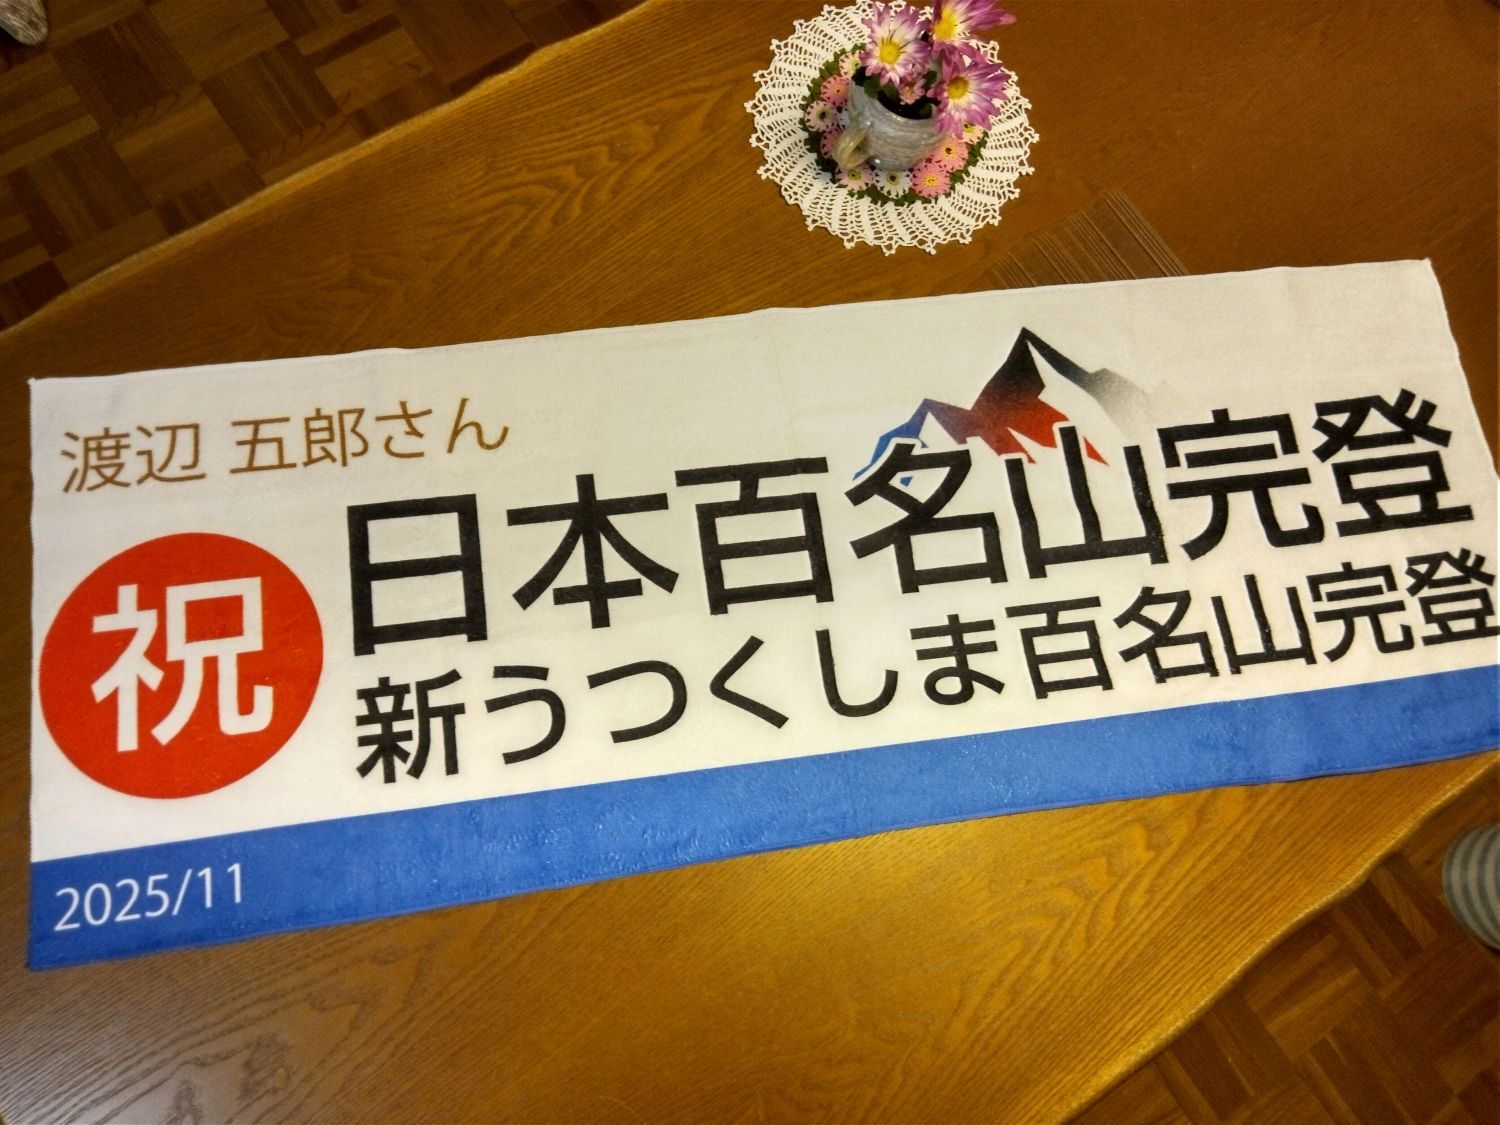 渡辺 五郎さん
祝
日本百名山完登
新うつくしま百名山完登
2025/11